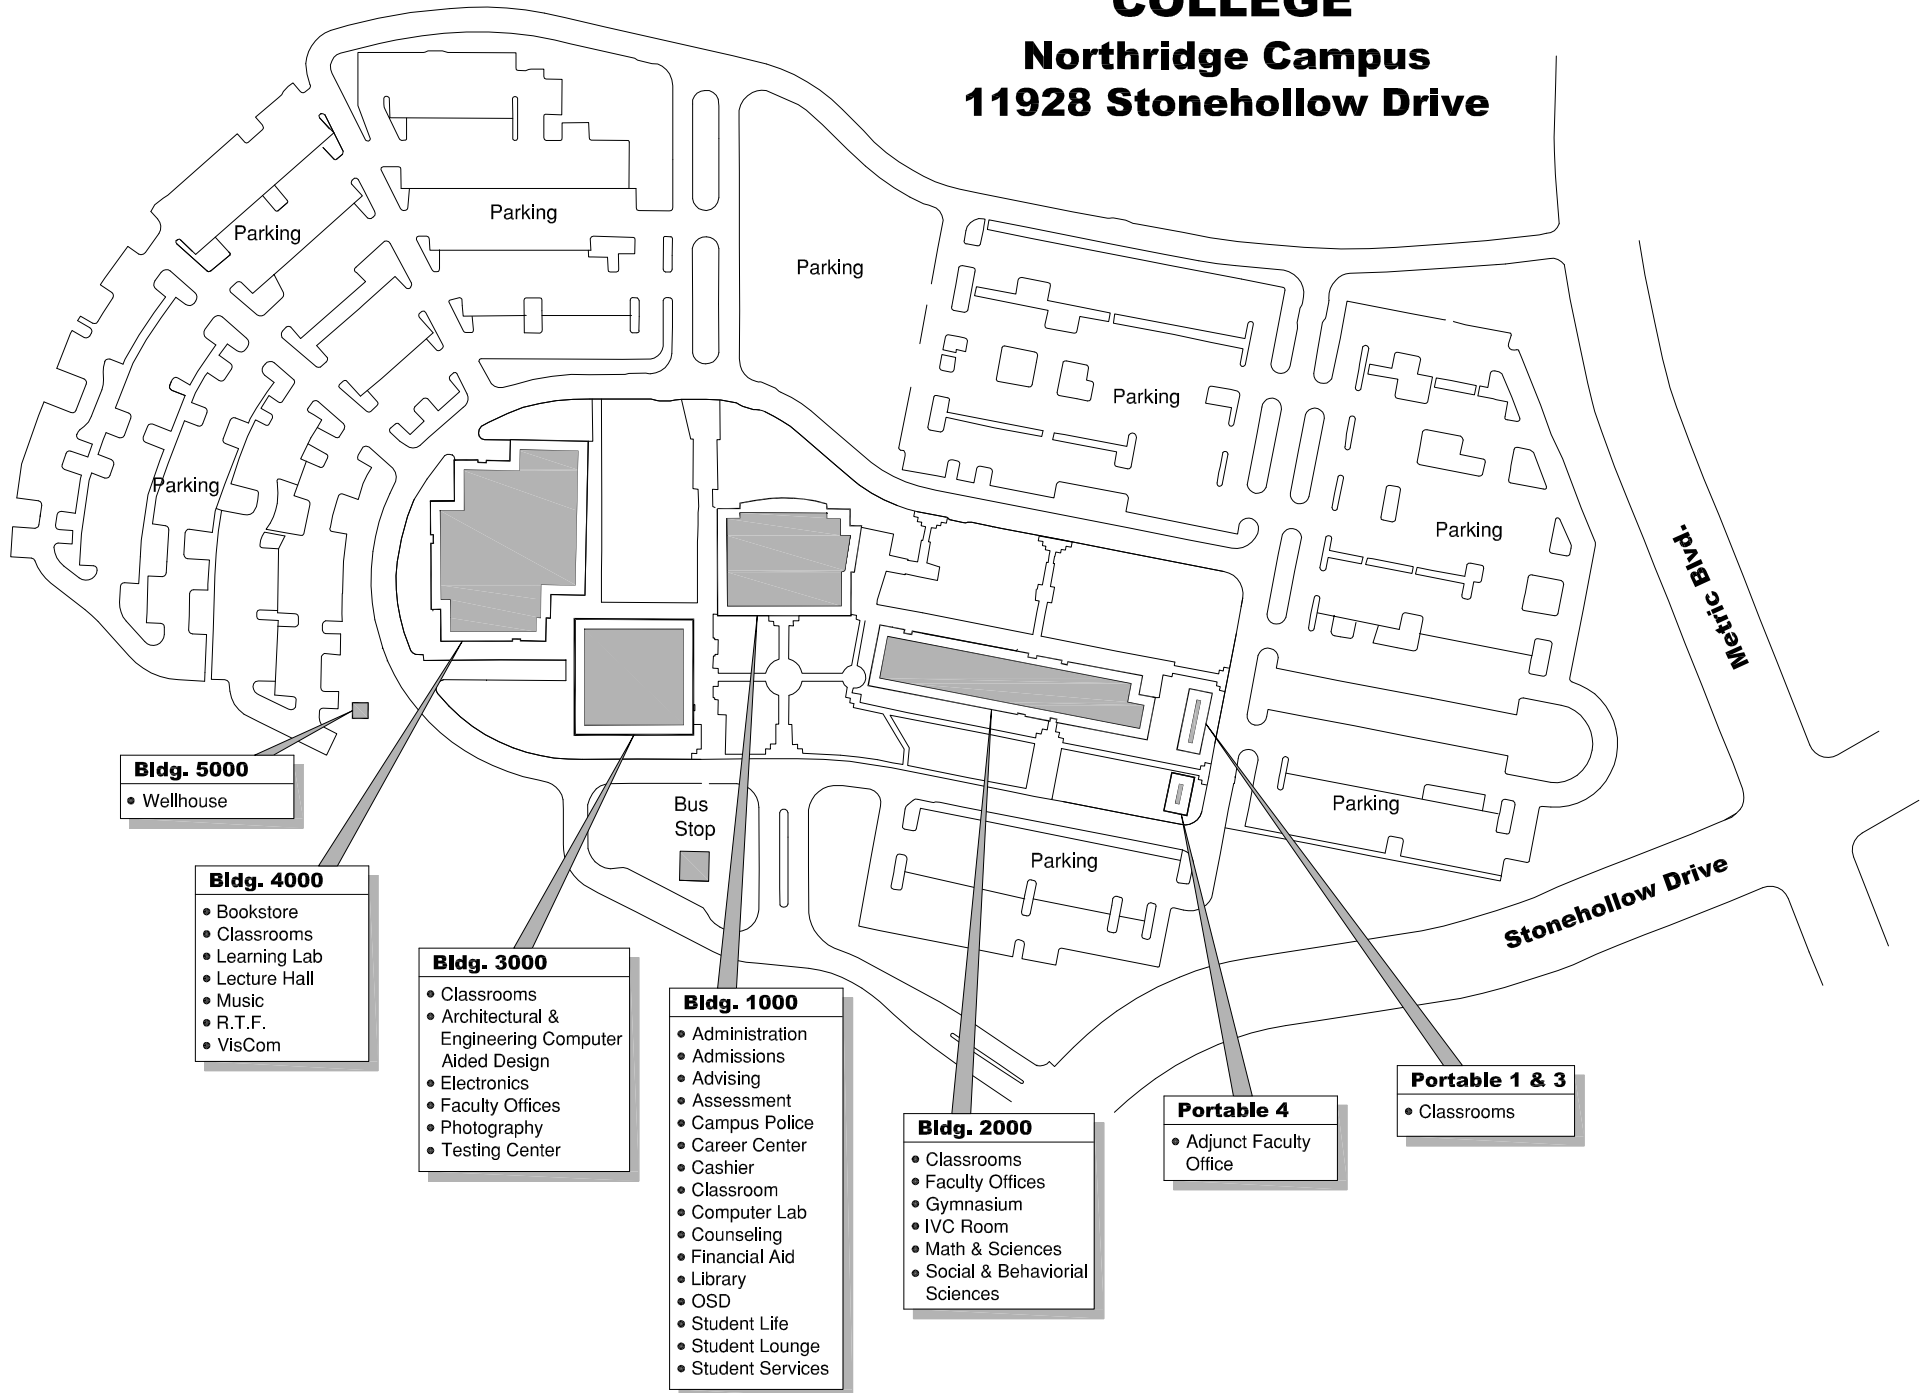 COLLEGE
Northridge Campus
11928 Stonehollow Drive
Parking
Parking
Parking
Parking
Parking
Parking
Metric Blvd.
Bldg. 5000
Wellhouse
Bus
Stop
Parking
Parking
Stonehollow Drive
Bldg. 4000
Bookstore
Classrooms
Learning Lab
Lecture Hall
Music
R.T.F.
VisCom
Bldg. 3000
Classrooms
Architectural &
Engineering Computer
Aided Design
Electronics
Faculty Offices
Photography
Testing Center
Bldg. 1000
Administration
Admissions
Advising
Assessment
Campus Police
Career Center
Cashier
Classroom
Computer Lab
Counseling
Financial Aid
Library
OSD
Student Life
Student Lounge
Student Services
Bldg. 2000
Classrooms
Faculty Offices
Gymnasium
IVC Room
Math & Sciences
Social & Behaviorial
Sciences
Portable 4
Adjunct Faculty
Office
Portable 1 & 3
Classrooms